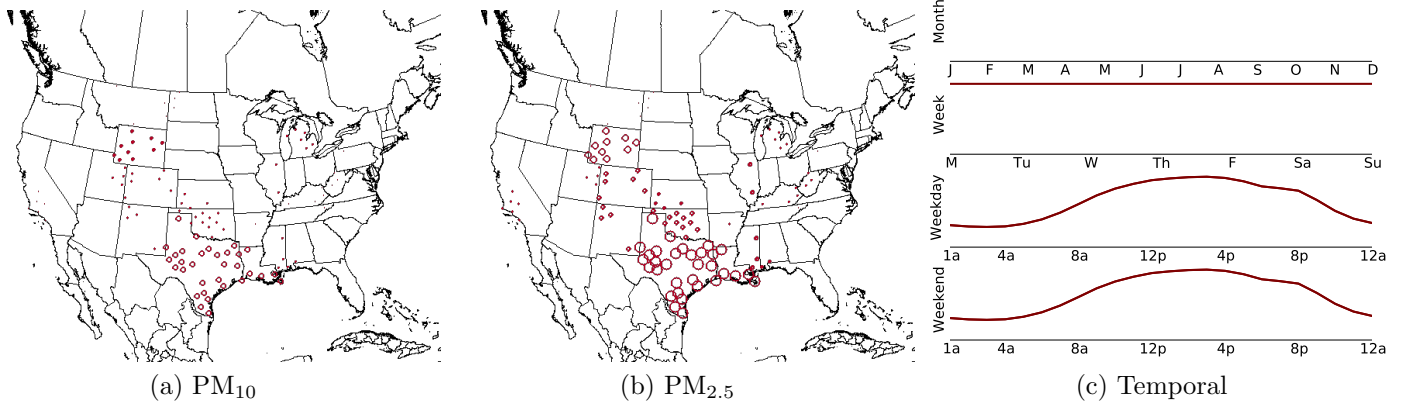 Month
J F M A M J J A S O N D
Week
M Tu W Th F Sa Su
Weekday
1a 4a 8a 12p 4p 8p 12a
Weekend
1a 4a 8a 12p 4p 8p 12a
(a) PM₁₀
(b) PM₂.₅
(c) Temporal